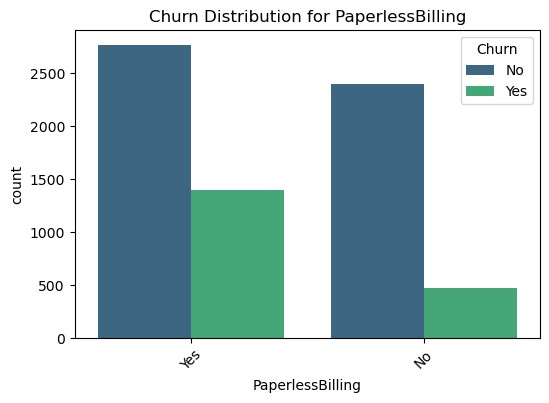 Churn Distribution for PaperlessBilling
Churn
No
Yes
count
2500
2000
1500
1000
500
0
Yes
No
PaperlessBilling